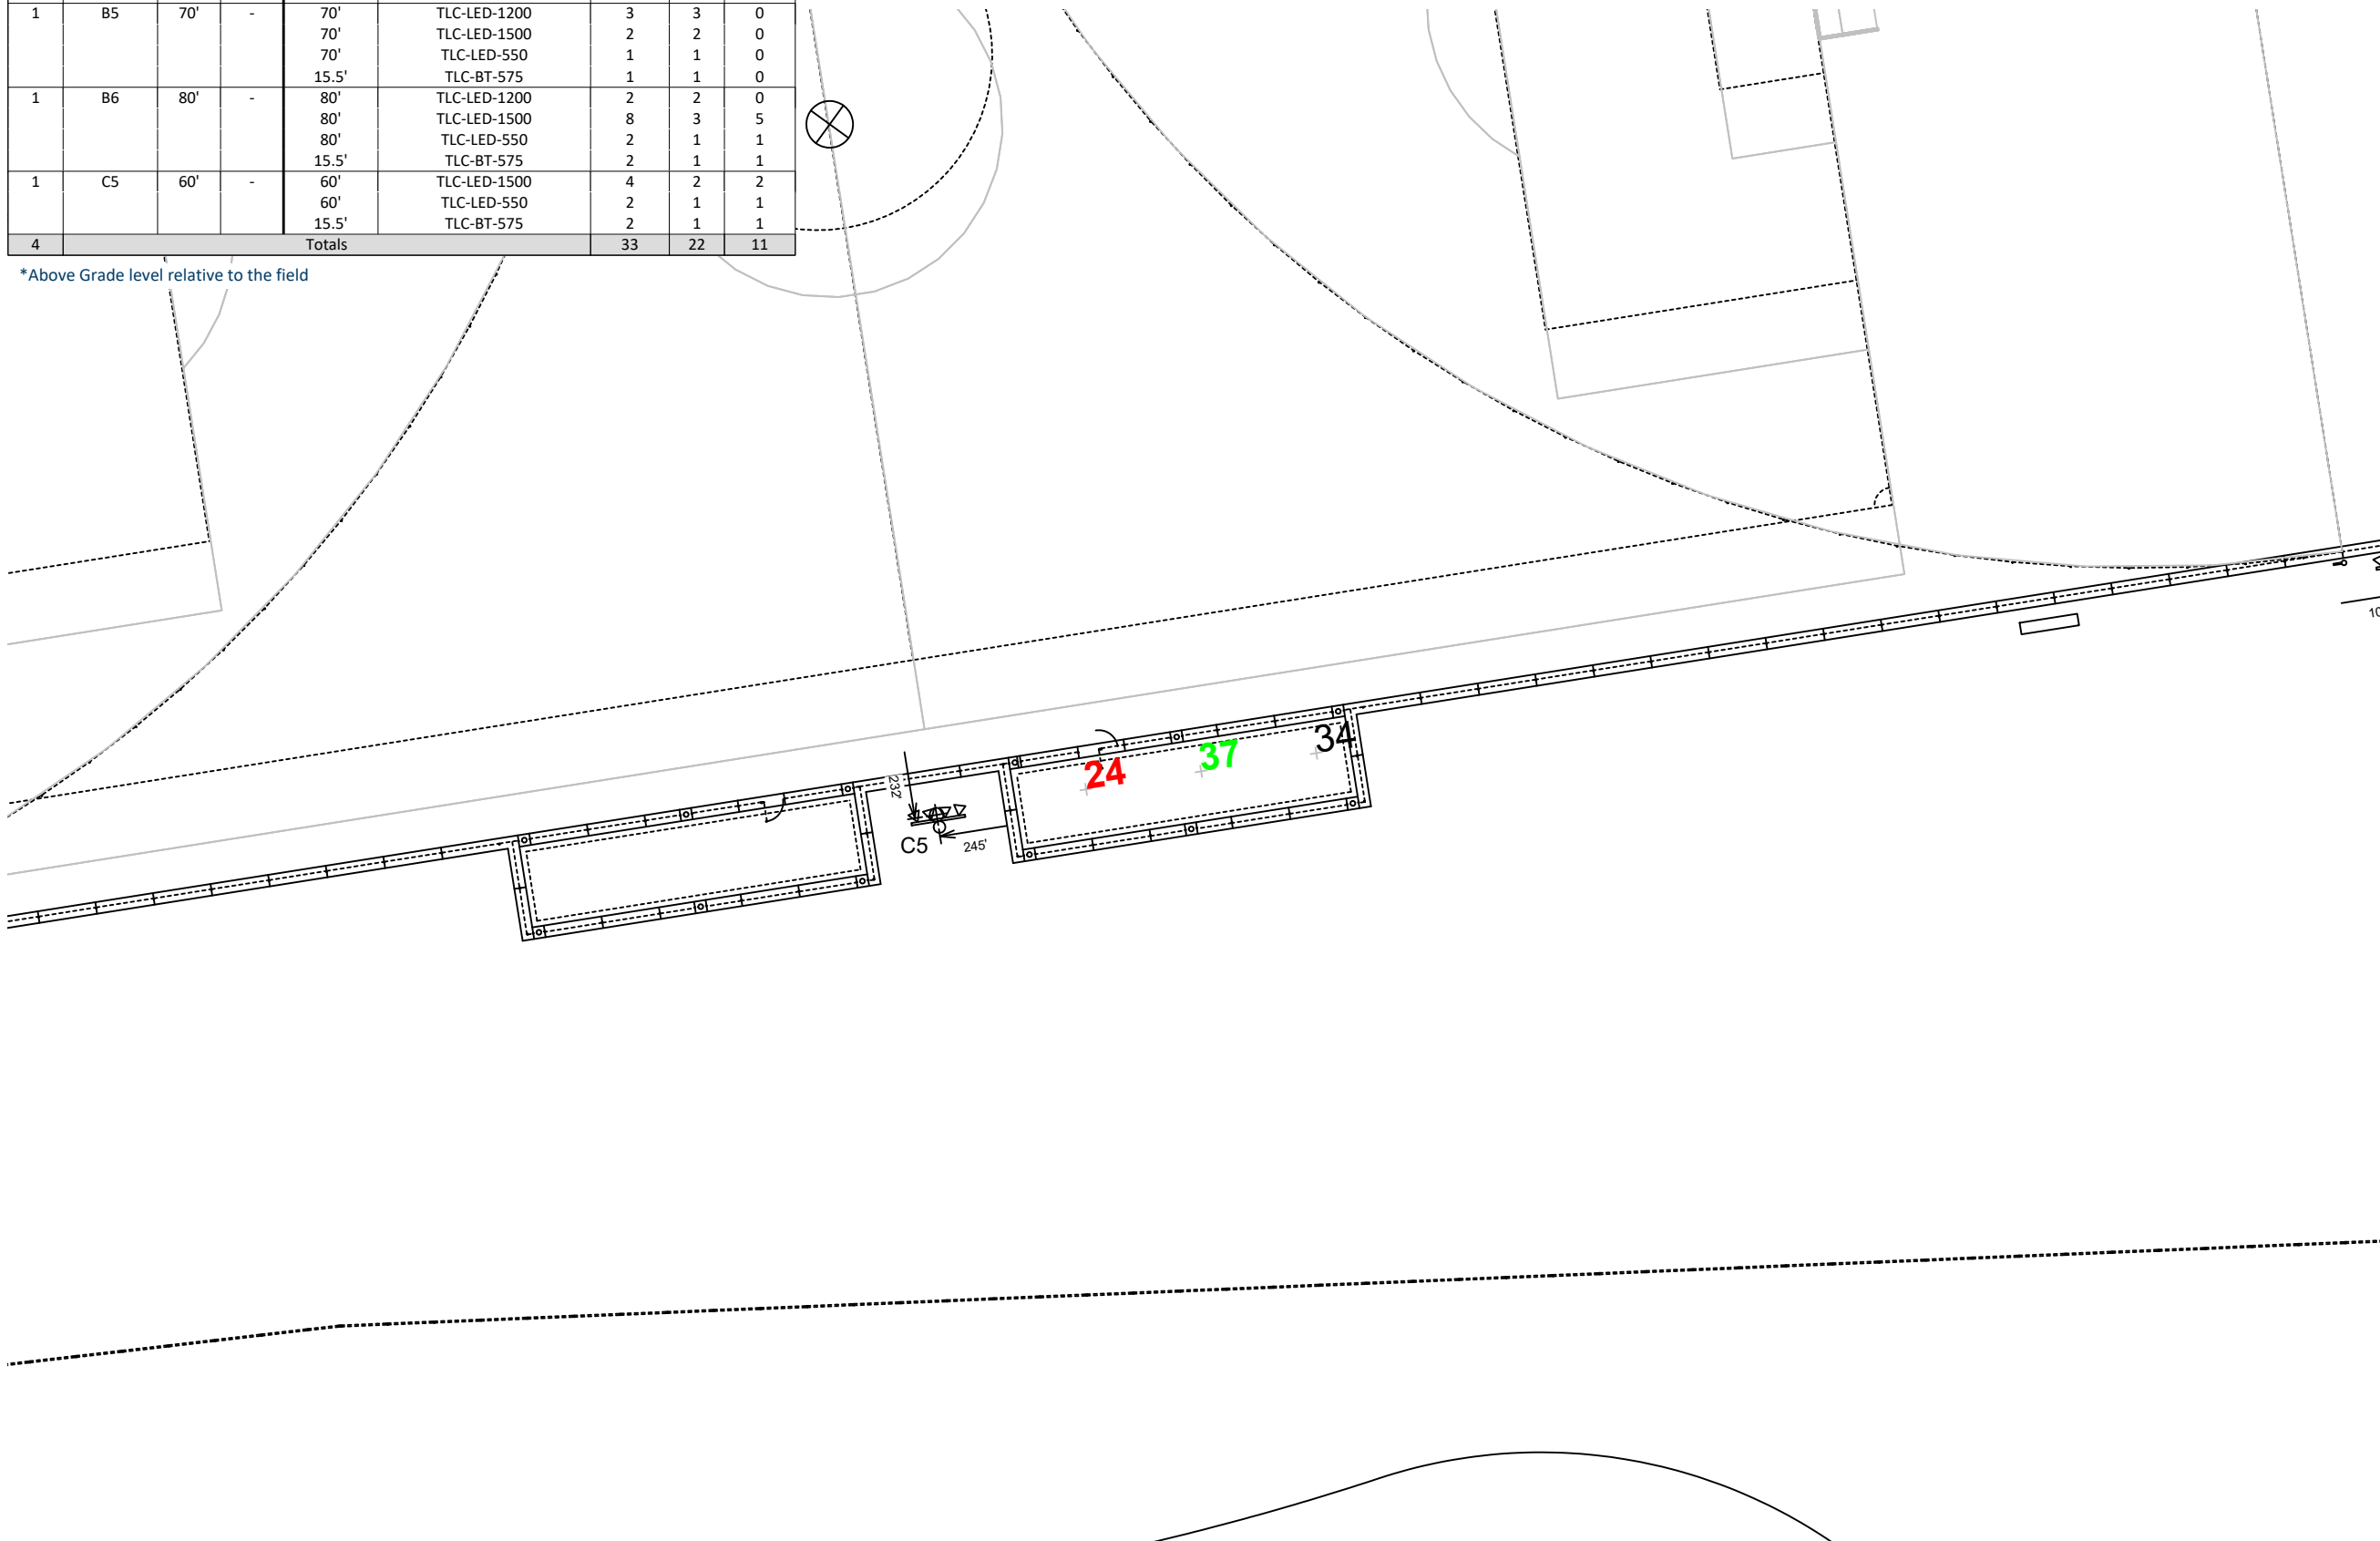 1 B5 70' - 70' TLC-LED-1200 3 3 0
70' TLC-LED-1500 2 2 0
70' TLC-LED-550 1 1 0
15.5' TLC-BT-575 1 1 0
1 B6 80' - 80' TLC-LED-1200 2 2 0
80' TLC-LED-1500 8 3 5
80' TLC-LED-550 2 1 1
15.5' TLC-BT-575 2 1 1
1 C5 60' - 60' TLC-LED-1500 4 2 2
60' TLC-LED-550 2 1 1
15.5' TLC-BT-575 2 1 1
4 Totals 33 22 11
*Above Grade level relative to the field
34
37
24
232'
C5
245'